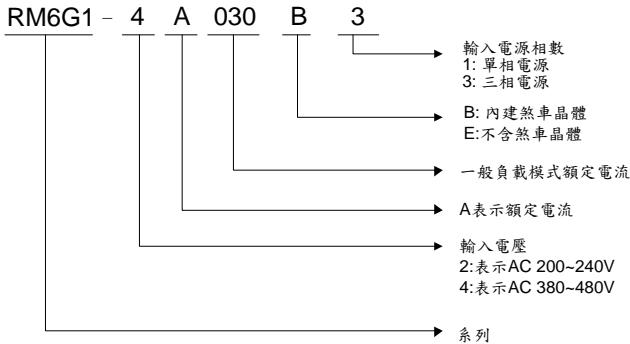 RM6G1 - 4 A 030 B 3
輸入電源相數
1: 單相電源
3: 三相電源
B: 內建煞車晶體
E:不含煞車晶體
一般負載模式額定電流
A表示額定電流
輸入電壓
2:表示AC 200~240V
4:表示AC 380~480V
系列